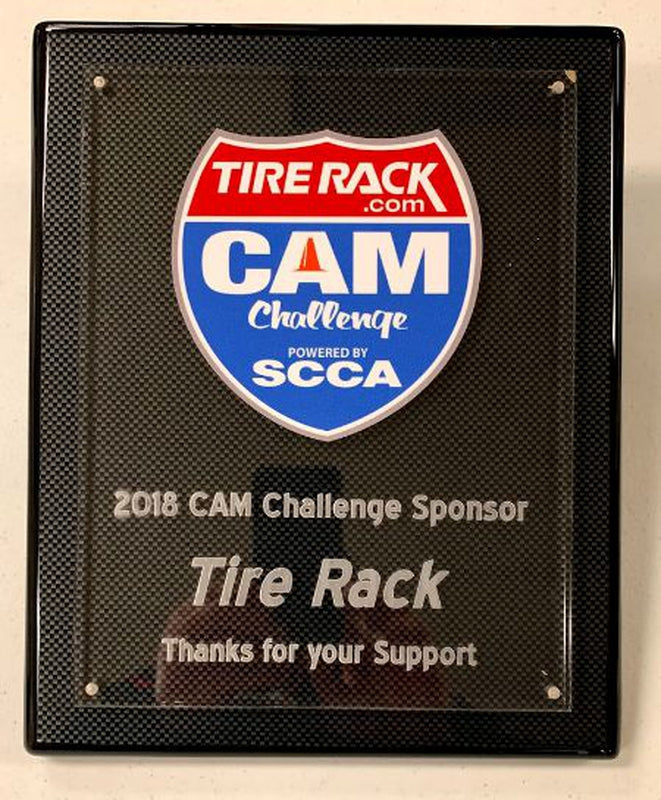 TIRE RACK
.com
CAM
Challenge
POWERED BY
SCCA
2018 CAM Challenge Sponsor
Tire Rack
Thanks for your Support